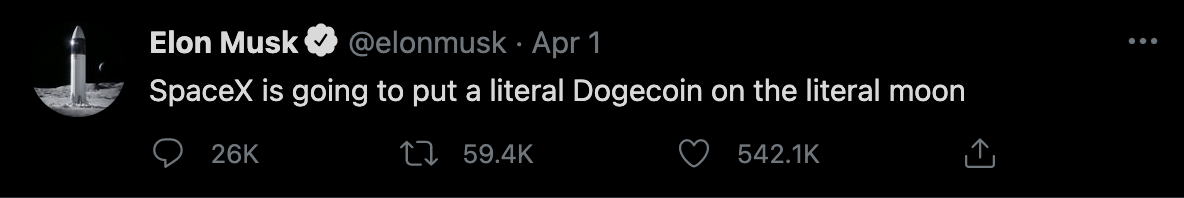 Elon Musk @elonmusk · Apr 1
SpaceX is going to put a literal Dogecoin on the literal moon
26K 59.4K 542.1K